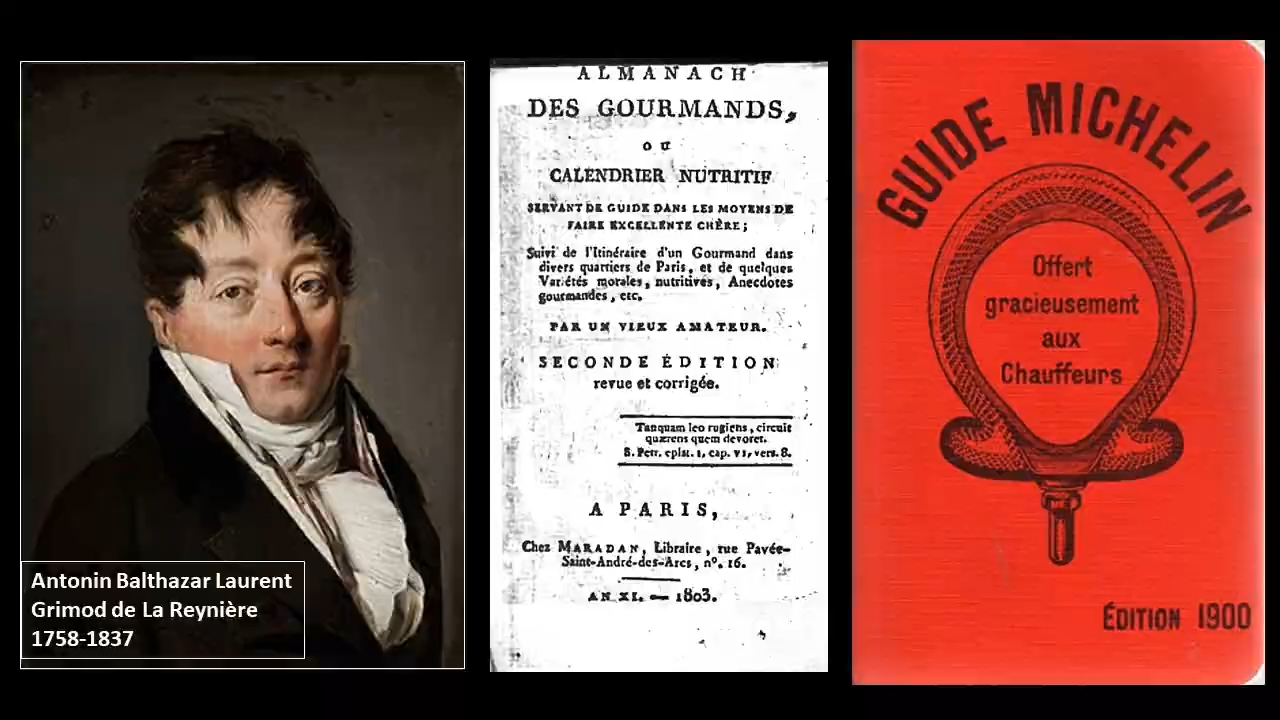 Antonin Balthazar Laurent
Grimod de La Reynière
1758-1837
ALMANACH
DES GOURMANDS,
OU
CALENDRIER NUTRITIF
SERVANT DE GUIDE DANS LES MOYENS DE
FAIRE EXCELLENTE CHÈRE;
Suivi de l'Itinéraire d'un Gourmand dans
divers quartiers de Paris, et de quelques
Variétés morales, nutritives, Anecdotes
gourmandes, etc.
PAR UN VIEUX AMATEUR.
SECONDE ÉDITION
revue et corrigée.
Tanquam leo rugiens, circuit
quærens quem devoret.
S. Petr. epist. 1, cap. VI, vers. 8.
A PARIS,
Chez MARADAN, Libraire, rue Pavée-
Saint-André-des-Arcs, nº. 16.
AN XI. — 1803.
GUIDE MICHELIN
Offert
gracieusement
aux
Chauffeurs
ÉDITION 1900